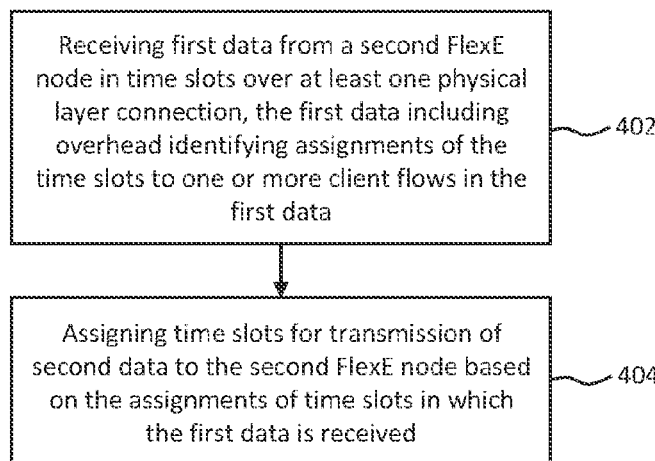 Receiving first data from a second FlexE
node in time slots over at least one physical
layer connection, the first data including
overhead identifying assignments of the
time slots to one or more client flows in the
first data
402
Assigning time slots for transmission of
second data to the second FlexE node based
on the assignments of time slots in which
the first data is received
404